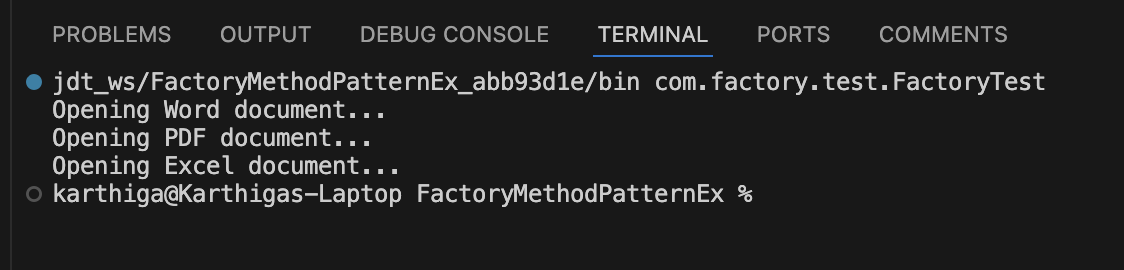 PROBLEMS OUTPUT DEBUG CONSOLE TERMINAL PORTS COMMENTS
jdt_ws/FactoryMethodPatternEx_abb93d1e/bin com.factory.test.FactoryTest
Opening Word document...
Opening PDF document...
Opening Excel document...
karthiga@Karthigas-Laptop FactoryMethodPatternEx %